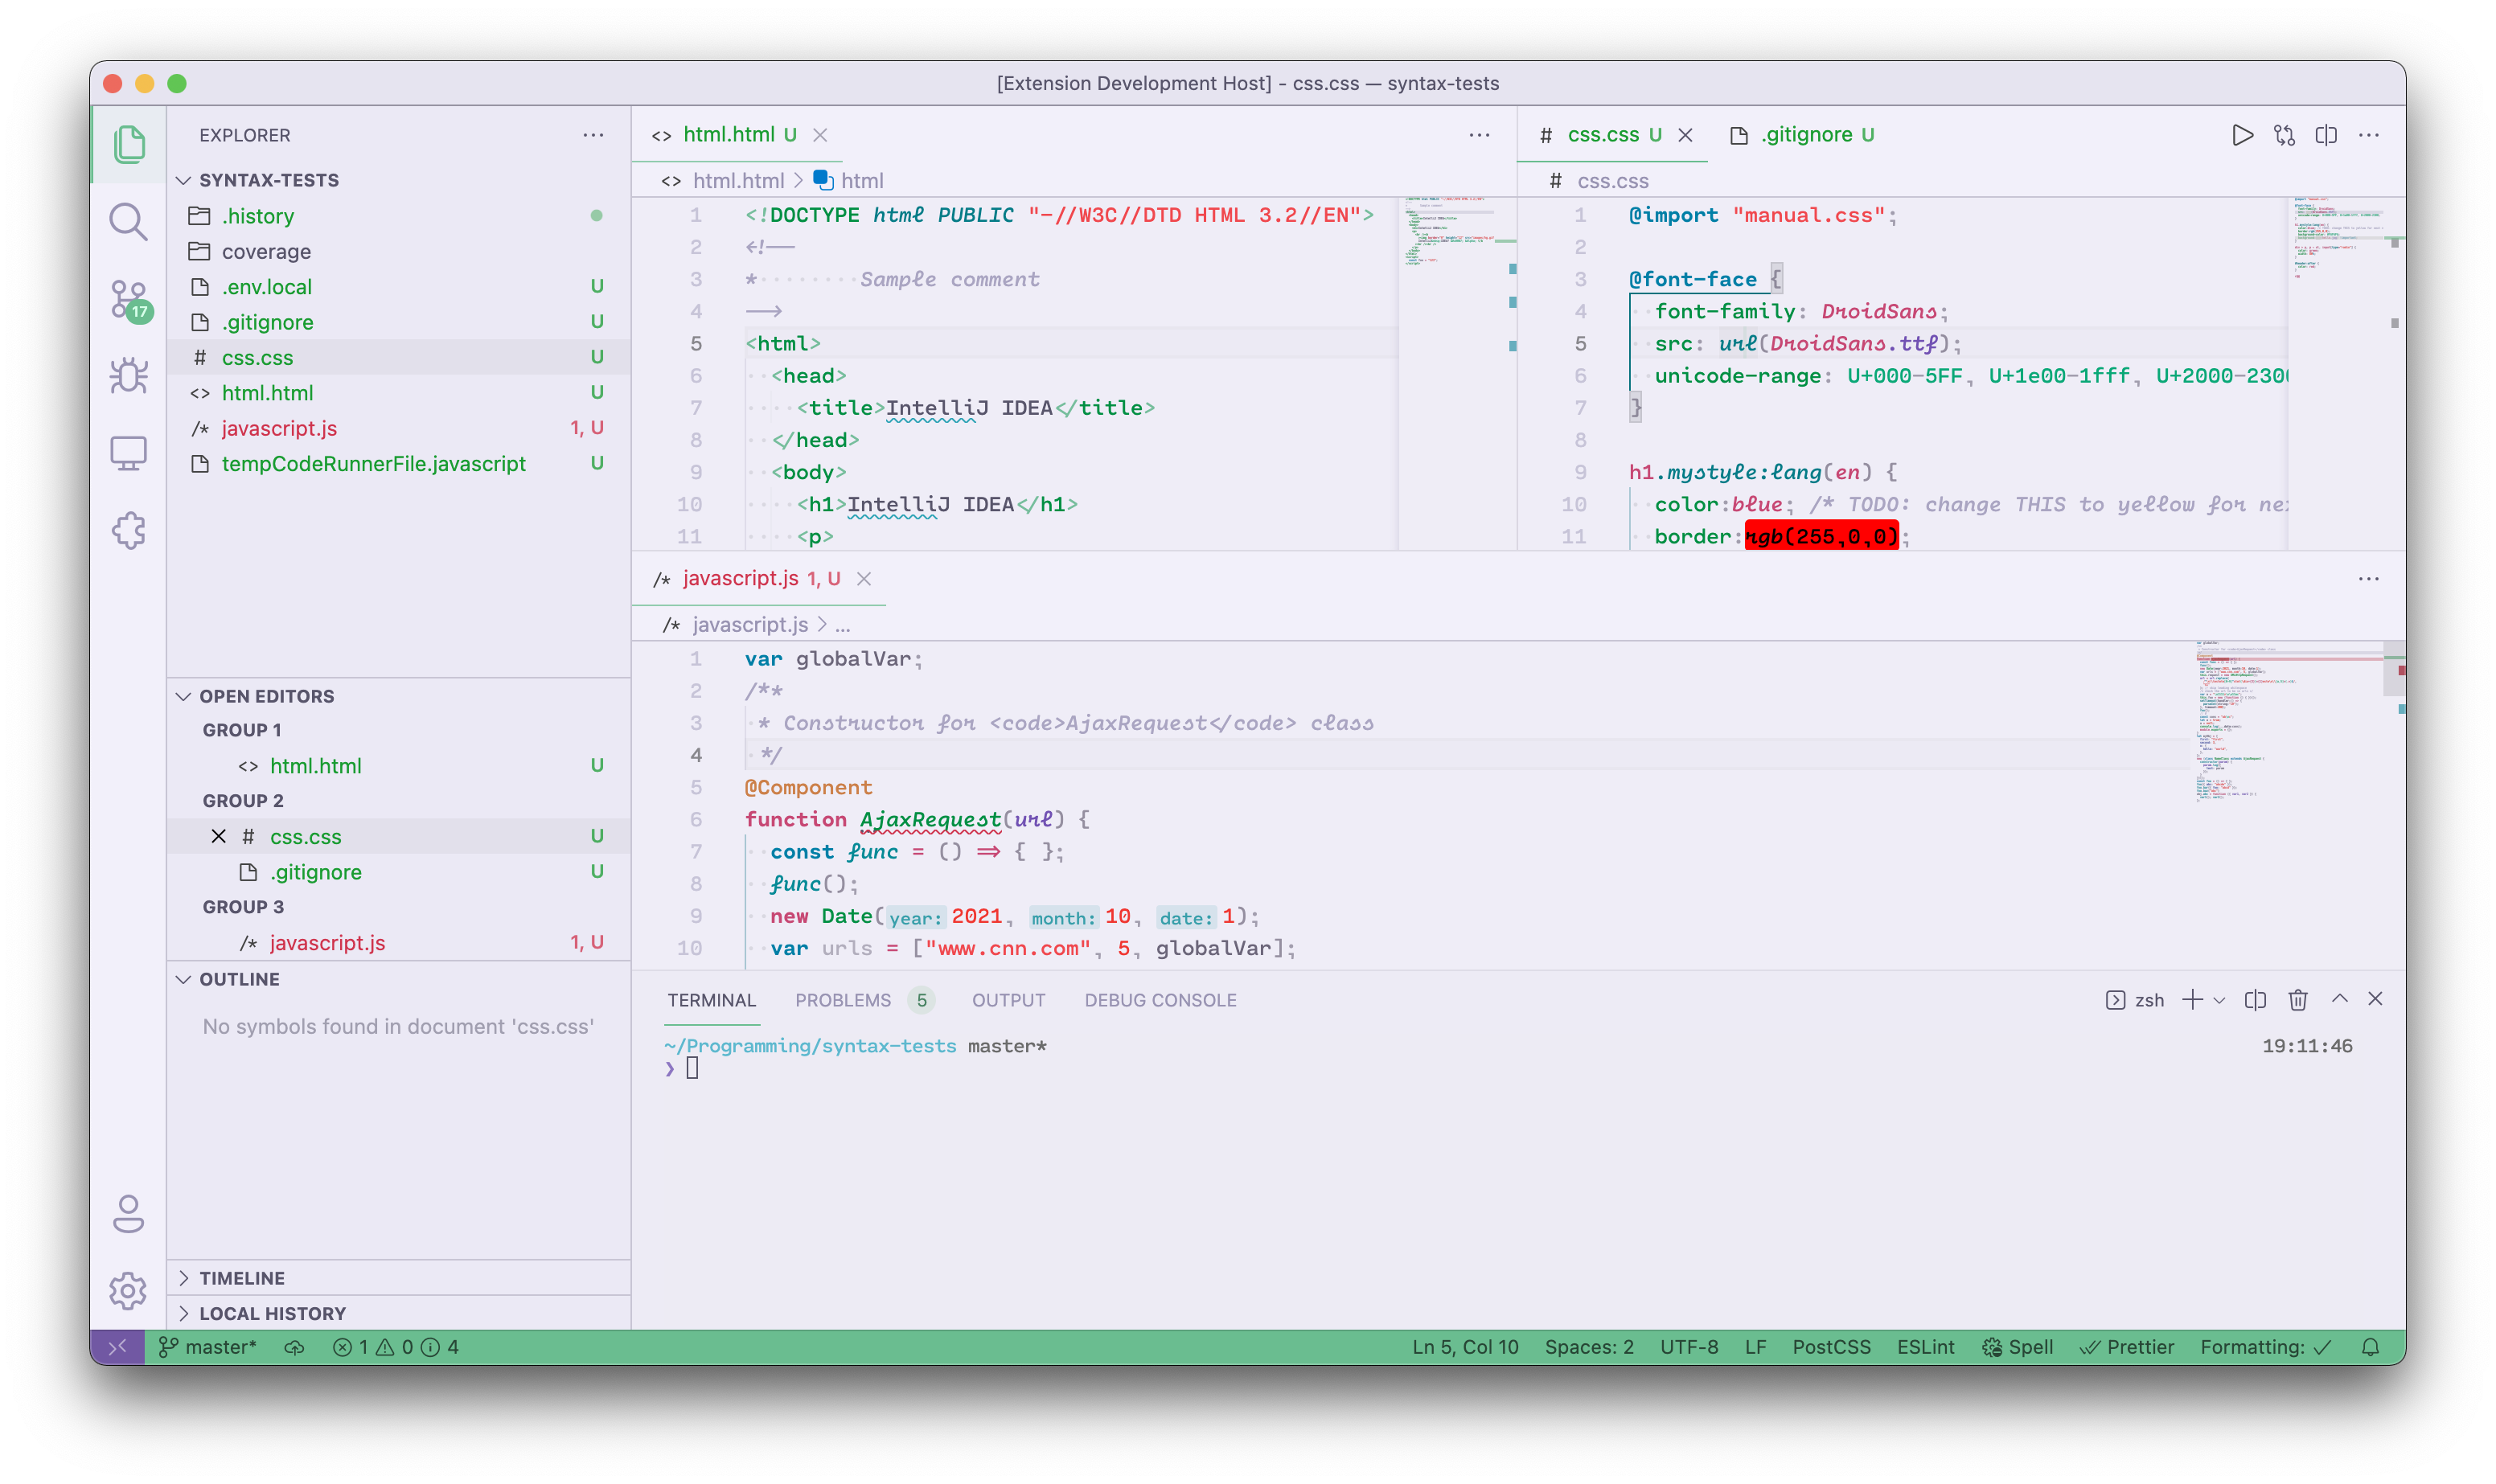 [Extension Development Host] - css.css — syntax-tests
EXPLORER
SYNTAX-TESTS
.history
coverage
.env.local U
.gitignore U
# css.css U
<> html.html U
/* javascript.js 1, U
tempCodeRunnerFile.javascript U
17
OPEN EDITORS
GROUP 1
<> html.html U
GROUP 2
# css.css U
.gitignore U
GROUP 3
/* javascript.js 1, U
OUTLINE
No symbols found in document 'css.css'
TIMELINE
LOCAL HISTORY
<> html.html U
<> html.html > html
1 <!DOCTYPE html PUBLIC "-//W3C//DTD HTML 3.2//EN">
2 <!--
3 * Sample comment
4 -->
5 <html>
6 <head>
7 <title>IntelliJ IDEA</title>
8 </head>
9 <body>
10 <h1>IntelliJ IDEA</h1>
11 <p>
# css.css U .gitignore U
# css.css
1 @import "manual.css";
2
3 @font-face {
4 font-family: DroidSans;
5 src: url(DroidSans.ttf);
6 unicode-range: U+000-5FF, U+1e00-1fff, U+2000-2300
7 }
8
9 h1.mystyle:lang(en) {
10 color:blue; /* TODO: change THIS to yellow for nex
11 border:rgb(255,0,0);
/* javascript.js 1, U
/* javascript.js > ...
1 var globalVar;
2 /**
3 * Constructor for <code>AjaxRequest</code> class
4 */
5 @Component
6 function AjaxRequest(url) {
7 const func = () => { };
8 func();
9 new Date(year: 2021, month: 10, date: 1);
10 var urls = ["www.cnn.com", 5, globalVar];
TERMINAL PROBLEMS 5 OUTPUT DEBUG CONSOLE zsh
~/Programming/syntax-tests master* 19:11:46
❯
master* 1 0 4 Ln 5, Col 10 Spaces: 2 UTF-8 LF PostCSS ESLint Spell Prettier Formatting: ✓